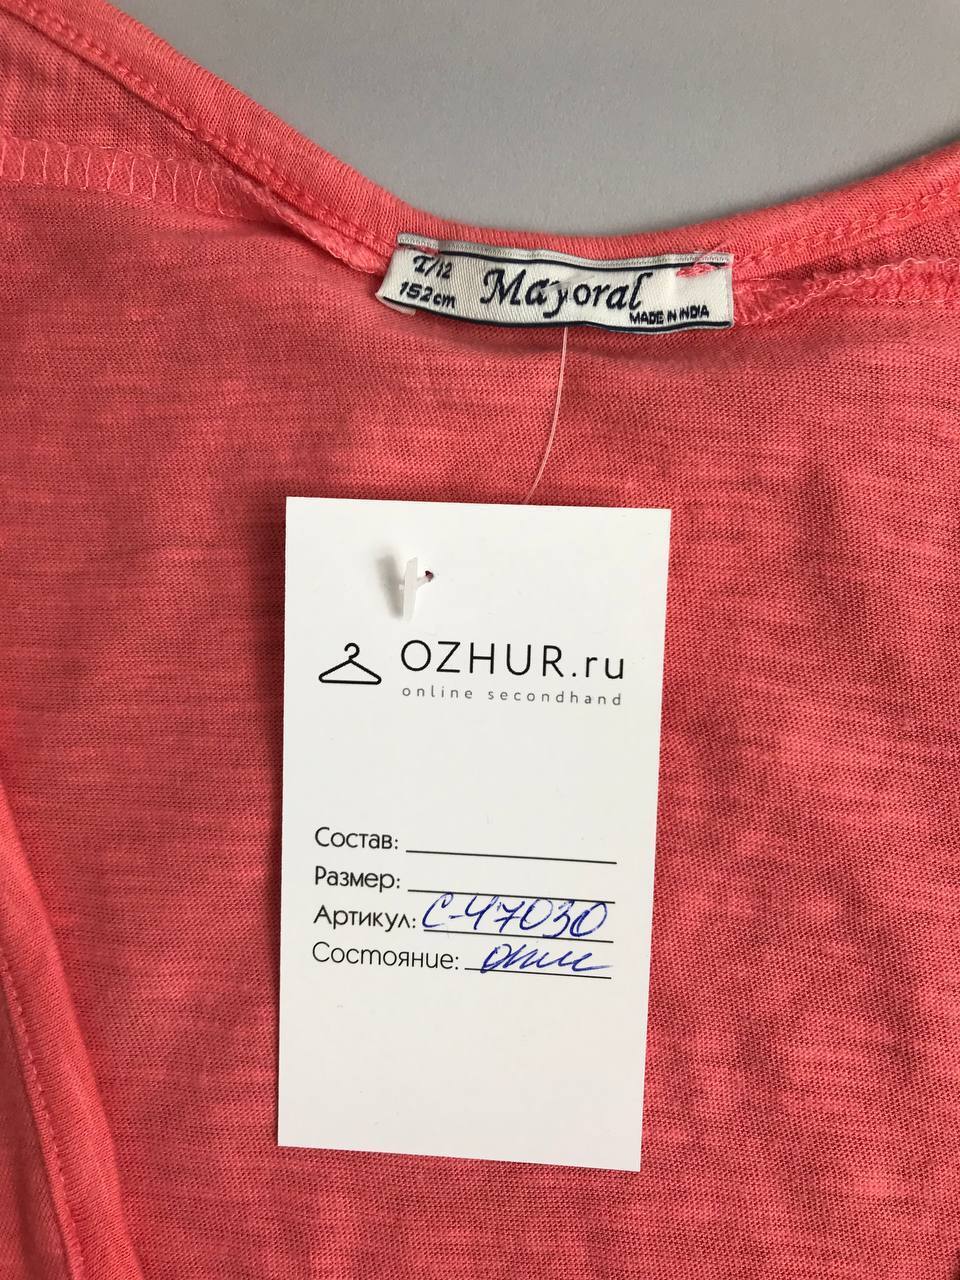 T/12 Mayoral
152cm MADE IN INDIA
OZHUR.ru
online secondhand
Состав:
Размер:
Артикул: С-47030
Состояние: отл